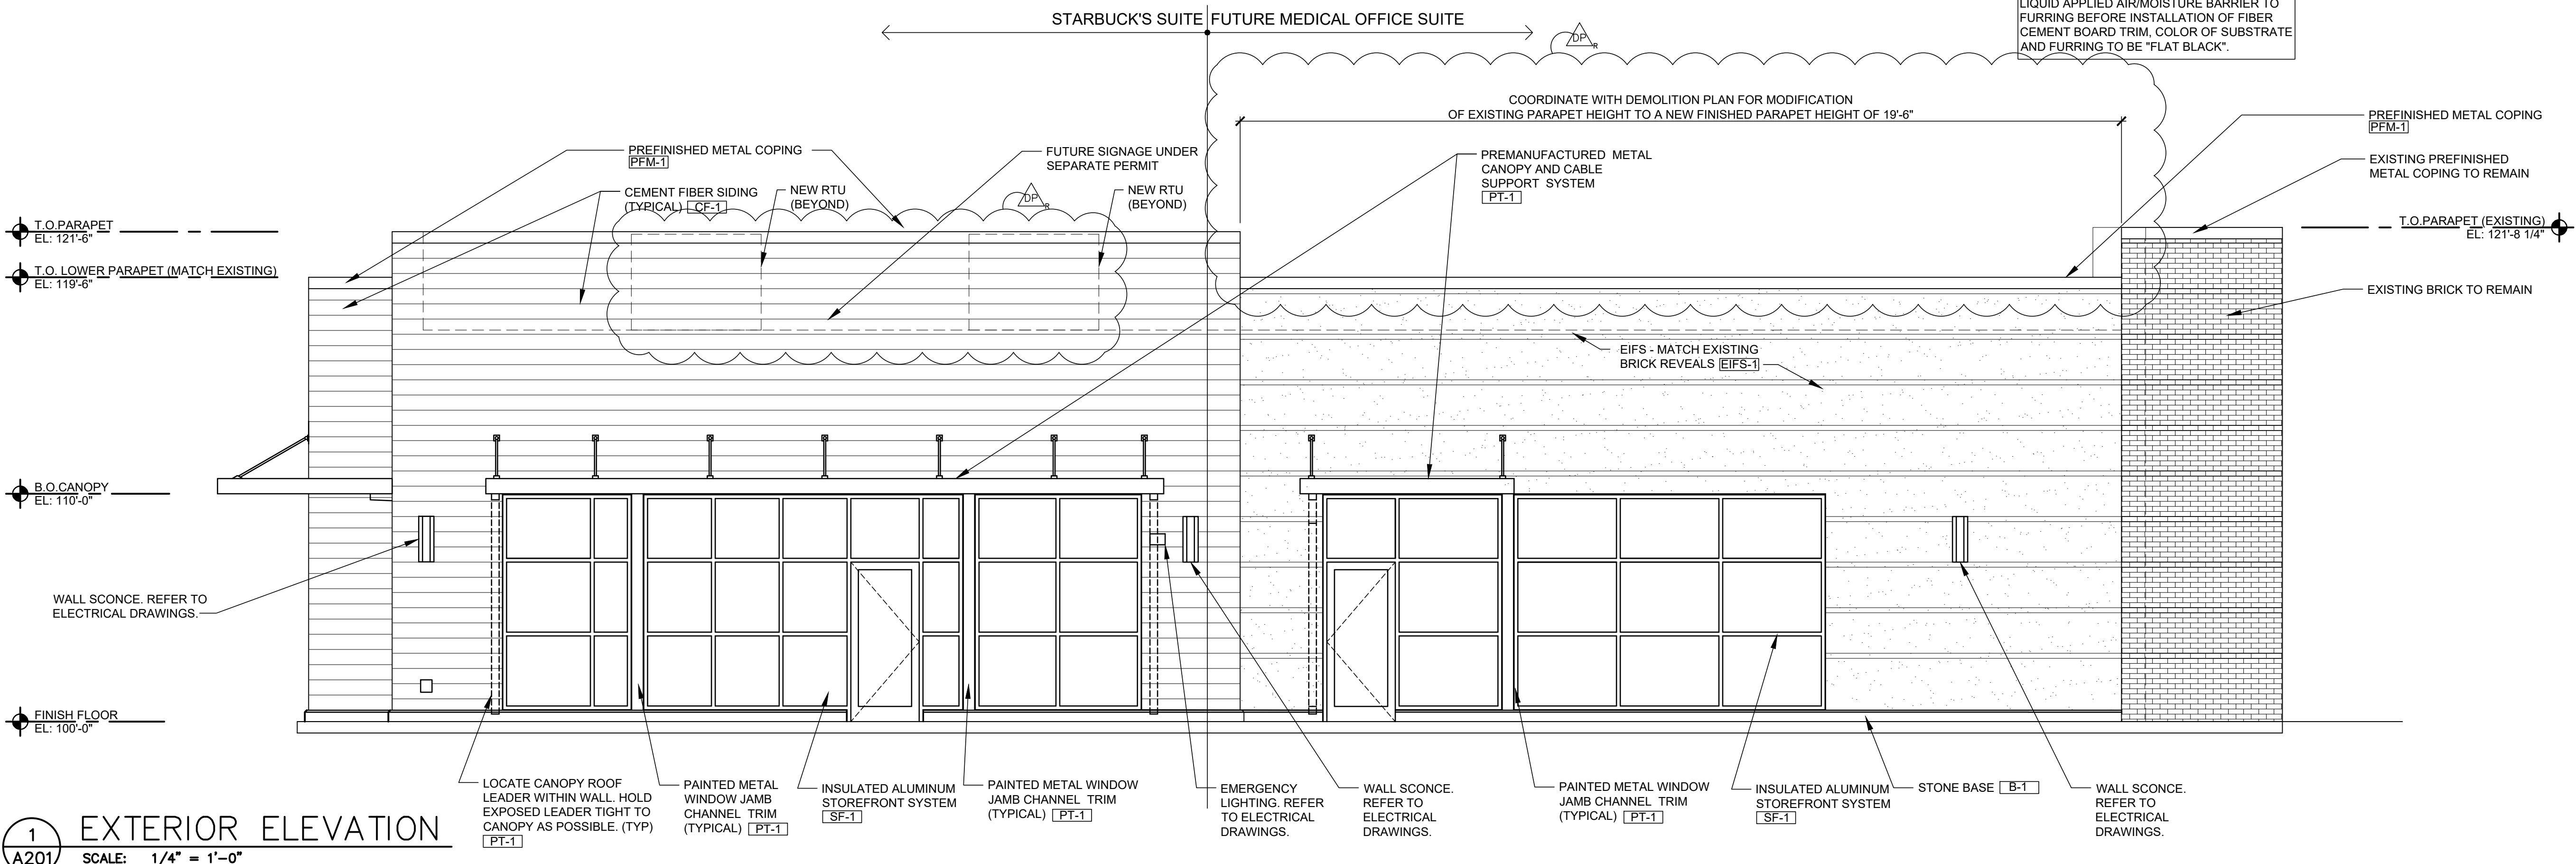 STARBUCK'S SUITE FUTURE MEDICAL OFFICE SUITE
LIQUID APPLIED AIR/MOISTURE BARRIER TO
FURRING BEFORE INSTALLATION OF FIBER
CEMENT BOARD TRIM, COLOR OF SUBSTRATE
AND FURRING TO BE "FLAT BLACK".
DP
R
COORDINATE WITH DEMOLITION PLAN FOR MODIFICATION
OF EXISTING PARAPET HEIGHT TO A NEW FINISHED PARAPET HEIGHT OF 19'-6"
PREFINISHED METAL COPING
PFM-1
CEMENT FIBER SIDING
(TYPICAL) CF-1
NEW RTU
(BEYOND)
FUTURE SIGNAGE UNDER
SEPARATE PERMIT
DP
R
NEW RTU
(BEYOND)
PREMANUFACTURED METAL
CANOPY AND CABLE
SUPPORT SYSTEM
PT-1
PREFINISHED METAL COPING
PFM-1
EXISTING PREFINISHED
METAL COPING TO REMAIN
T.O.PARAPET
EL: 121'-6"
T.O.PARAPET (EXISTING)
EL: 121'-8 1/4"
T.O. LOWER PARAPET (MATCH EXISTING)
EL: 119'-6"
EXISTING BRICK TO REMAIN
EIFS - MATCH EXISTING
BRICK REVEALS EIFS-1
B.O.CANOPY
EL: 110'-0"
WALL SCONCE. REFER TO
ELECTRICAL DRAWINGS.
FINISH FLOOR
EL: 100'-0"
LOCATE CANOPY ROOF
LEADER WITHIN WALL. HOLD
EXPOSED LEADER TIGHT TO
CANOPY AS POSSIBLE. (TYP)
PT-1
PAINTED METAL
WINDOW JAMB
CHANNEL TRIM
(TYPICAL) PT-1
INSULATED ALUMINUM
STOREFRONT SYSTEM
SF-1
PAINTED METAL WINDOW
JAMB CHANNEL TRIM
(TYPICAL) PT-1
EMERGENCY
LIGHTING. REFER
TO ELECTRICAL
DRAWINGS.
WALL SCONCE.
REFER TO
ELECTRICAL
DRAWINGS.
PAINTED METAL WINDOW
JAMB CHANNEL TRIM
(TYPICAL) PT-1
INSULATED ALUMINUM
STOREFRONT SYSTEM
SF-1
STONE BASE B-1
WALL SCONCE.
REFER TO
ELECTRICAL
DRAWINGS.
1
A201
EXTERIOR ELEVATION
SCALE: 1/4" = 1'-0"